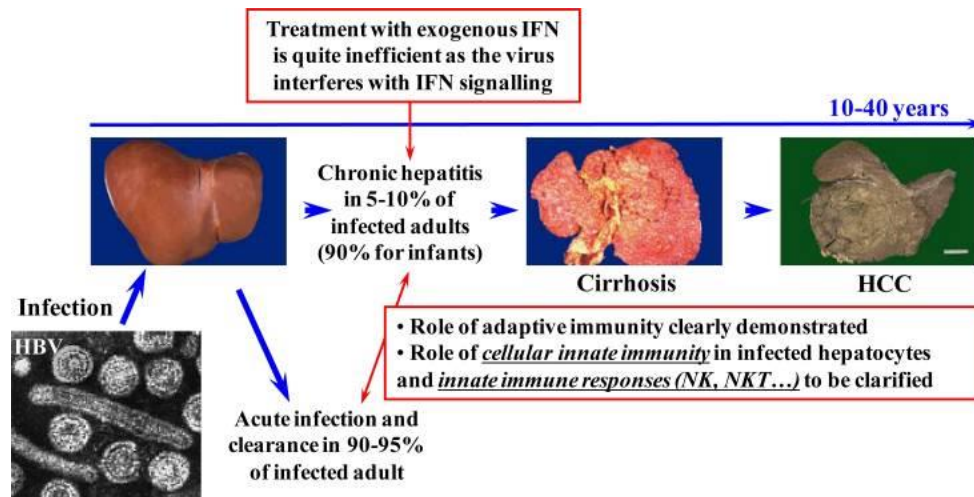 Treatment with exogenous IFN
is quite inefficient as the virus
interferes with IFN signalling
10-40 years
Chronic hepatitis
in 5-10% of
infected adults
(90% for infants)
Cirrhosis
HCC
Infection
HBV
• Role of adaptive immunity clearly demonstrated
• Role of cellular innate immunity in infected hepatocytes
and innate immune responses (NK, NKT…) to be clarified
Acute infection and
clearance in 90-95%
of infected adult